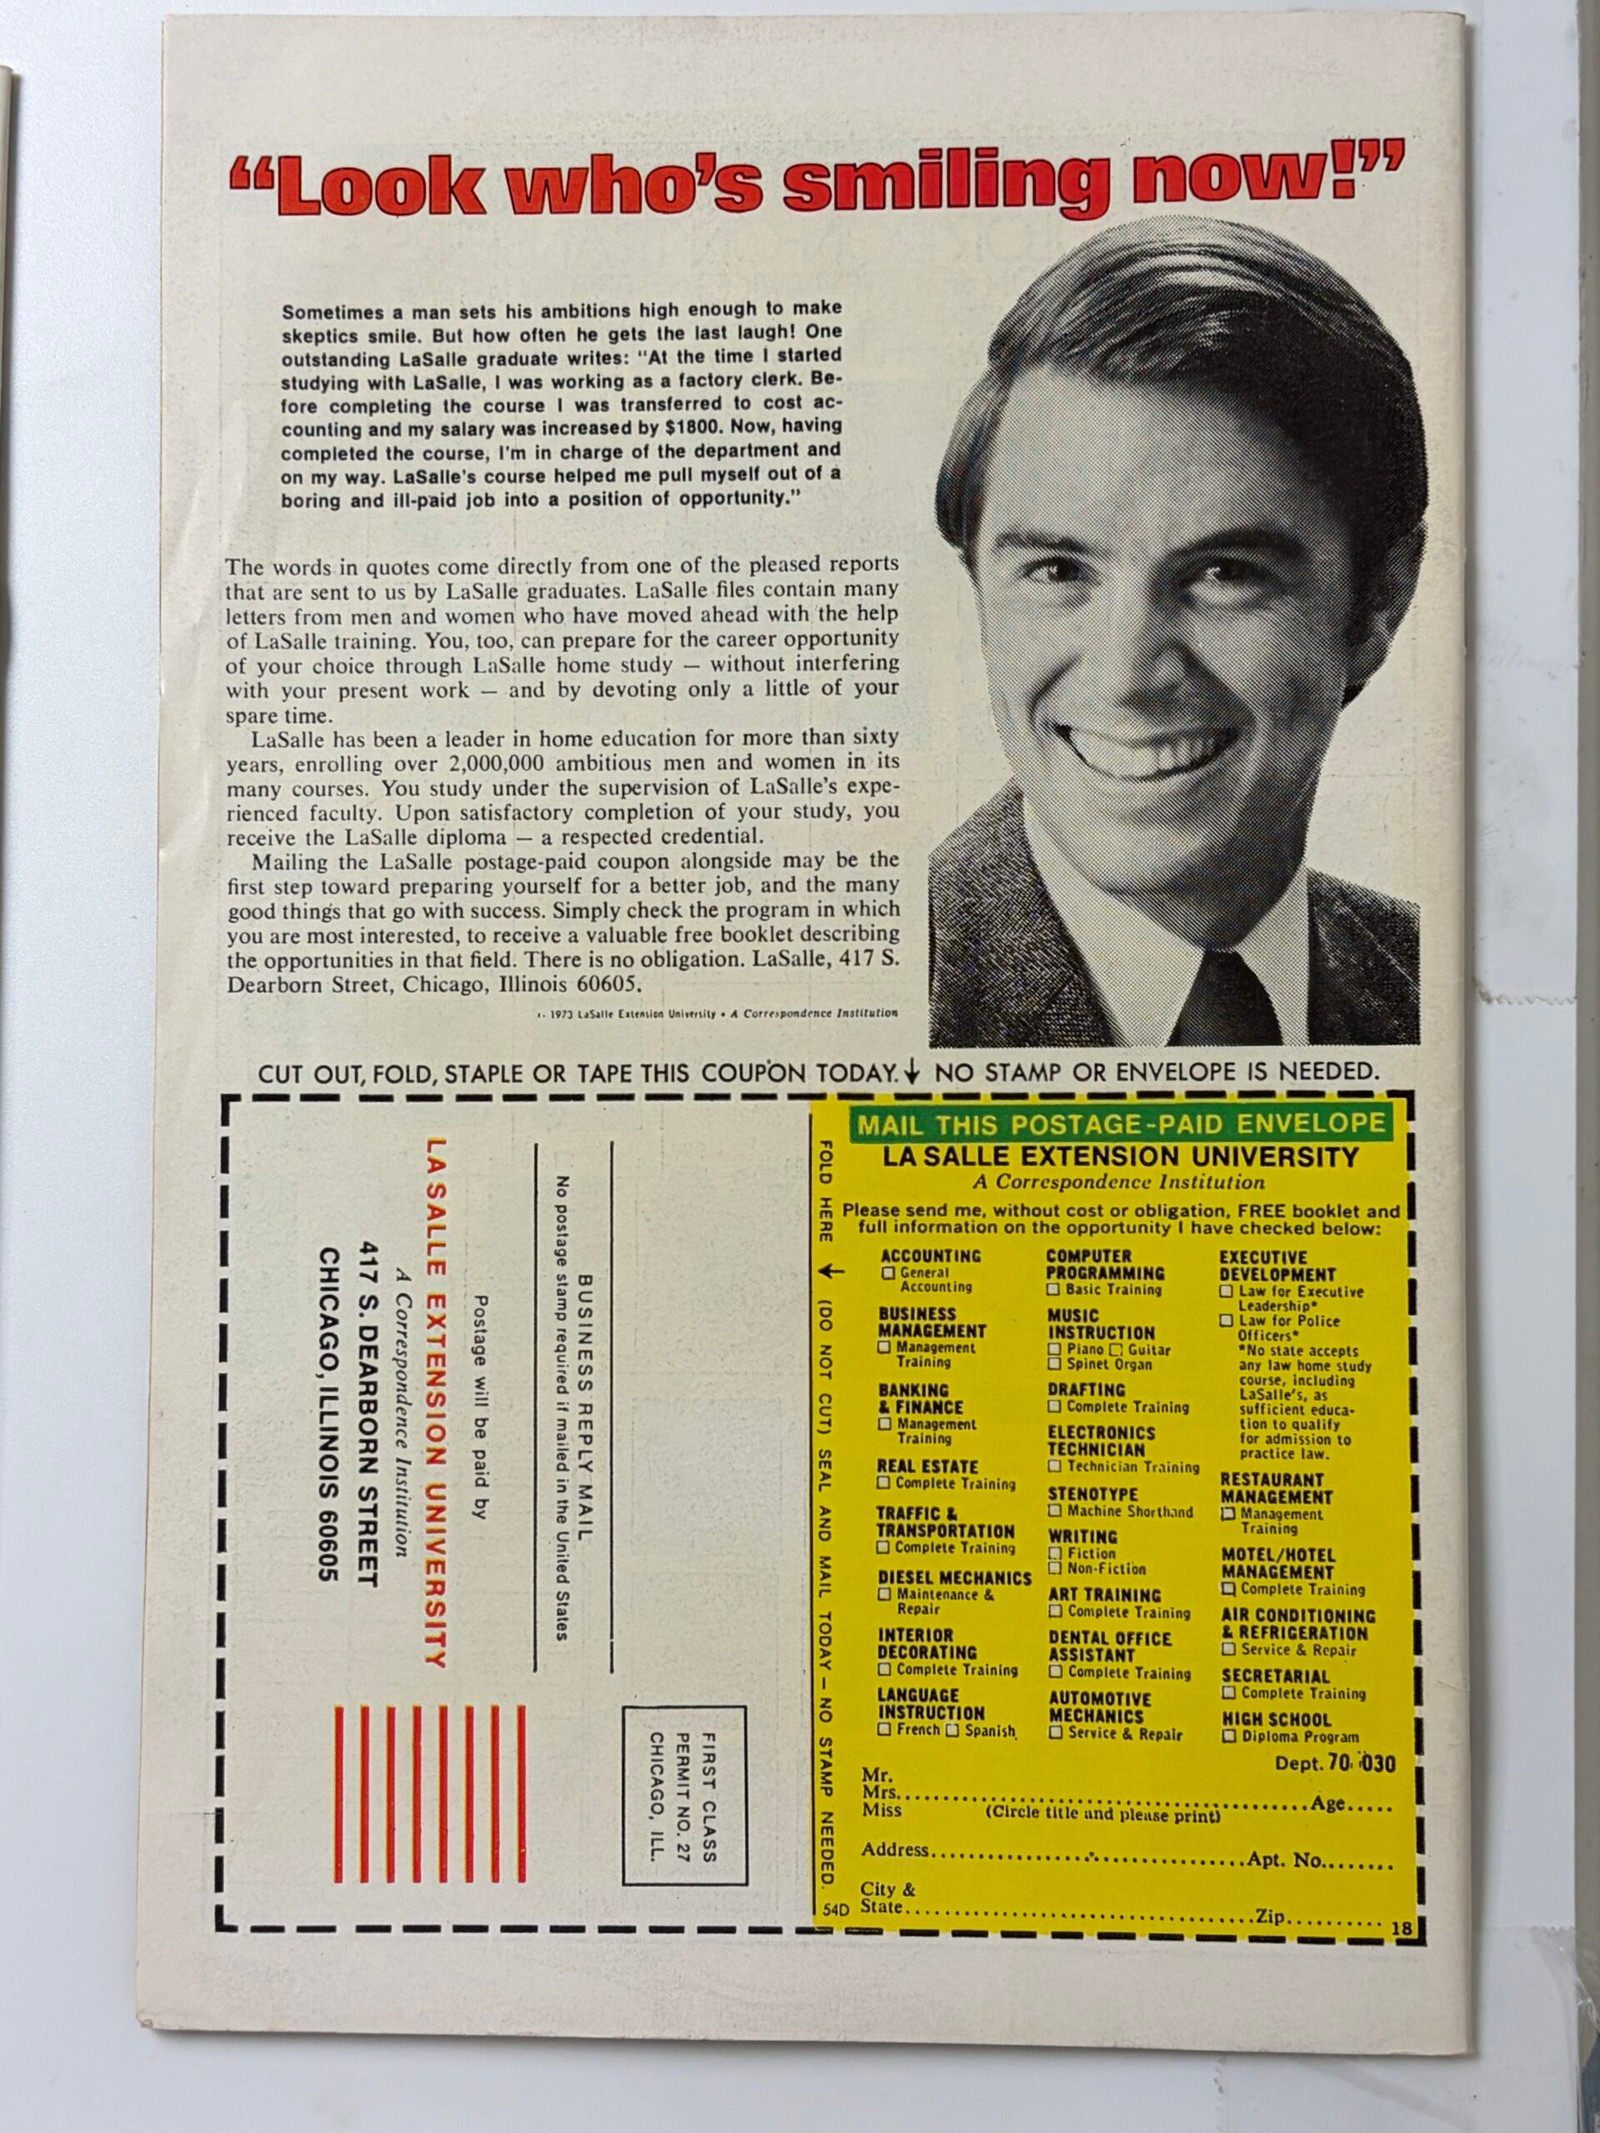 “Look who's smiling now!”
Sometimes a man sets his ambitions high enough to make
skeptics smile. But how often he gets the last laugh! One
outstanding LaSalle graduate writes: "At the time I started
studying with LaSalle, I was working as a factory clerk. Be-
fore completing the course I was transferred to cost ac-
counting and my salary was increased by $1800. Now, having
completed the course, I'm in charge of the department and
on my way. LaSalle's course helped me pull myself out of a
boring and ill-paid job into a position of opportunity."
The words in quotes come directly from one of the pleased reports
that are sent to us by LaSalle graduates. LaSalle files contain many
letters from men and women who have moved ahead with the help
of LaSalle training. You, too, can prepare for the career opportunity
of your choice through LaSalle home study — without interfering
with your present work — and by devoting only a little of your
spare time.
LaSalle has been a leader in home education for more than sixty
years, enrolling over 2,000,000 ambitious men and women in its
many courses. You study under the supervision of LaSalle's expe-
rienced faculty. Upon satisfactory completion of your study, you
receive the LaSalle diploma — a respected credential.
Mailing the LaSalle postage-paid coupon alongside may be the
first step toward preparing yourself for a better job, and the many
good things that go with success. Simply check the program in which
you are most interested, to receive a valuable free booklet describing
the opportunities in that field. There is no obligation. LaSalle, 417 S.
Dearborn Street, Chicago, Illinois 60605.
1973 LaSalle Extension University • A Correspondence Institution
CUT OUT, FOLD, STAPLE OR TAPE THIS COUPON TODAY. ↓ NO STAMP OR ENVELOPE IS NEEDED.
FIRST CLASS
PERMIT NO. 27
CHICAGO, ILL.
BUSINESS REPLY MAIL
No postage stamp required if mailed in the United States
Postage will be paid by
LA SALLE EXTENSION UNIVERSITY
A Correspondence Institution
417 S. DEARBORN STREET
CHICAGO, ILLINOIS 60605
FOLD HERE ↓ (DO NOT CUT) SEAL AND MAIL TODAY — NO STAMP NEEDED.
MAIL THIS POSTAGE-PAID ENVELOPE
LA SALLE EXTENSION UNIVERSITY
A Correspondence Institution
Please send me, without cost or obligation, FREE booklet and
full information on the opportunity I have checked below:
ACCOUNTING
☐ General
Accounting
BUSINESS
MANAGEMENT
☐ Management
Training
BANKING
& FINANCE
☐ Management
Training
REAL ESTATE
☐ Complete Training
TRAFFIC &
TRANSPORTATION
☐ Complete Training
DIESEL MECHANICS
☐ Maintenance &
Repair
INTERIOR
DECORATING
☐ Complete Training
LANGUAGE
INSTRUCTION
☐ French ☐ Spanish
COMPUTER
PROGRAMMING
☐ Basic Training
MUSIC
INSTRUCTION
☐ Piano ☐ Guitar
☐ Spinet Organ
DRAFTING
☐ Complete Training
ELECTRONICS
TECHNICIAN
☐ Technician Training
STENOTYPE
☐ Machine Shorthand
WRITING
☐ Fiction
☐ Non-Fiction
ART TRAINING
☐ Complete Training
DENTAL OFFICE
ASSISTANT
☐ Complete Training
AUTOMOTIVE
MECHANICS
☐ Service & Repair
EXECUTIVE
DEVELOPMENT
☐ Law for Executive
Leadership*
☐ Law for Police
Officers*
*No state accepts
any law home study
course, including
LaSalle's, as
sufficient educa-
tion to qualify
for admission to
practice law.
RESTAURANT
MANAGEMENT
☐ Management
Training
MOTEL/HOTEL
MANAGEMENT
☐ Complete Training
AIR CONDITIONING
& REFRIGERATION
☐ Service & Repair
SECRETARIAL
☐ Complete Training
HIGH SCHOOL
☐ Diploma Program
Dept. 70-030
Mr.
Mrs. Age
Miss (Circle title and please print)
Address Apt. No.
City &
54D State Zip 18